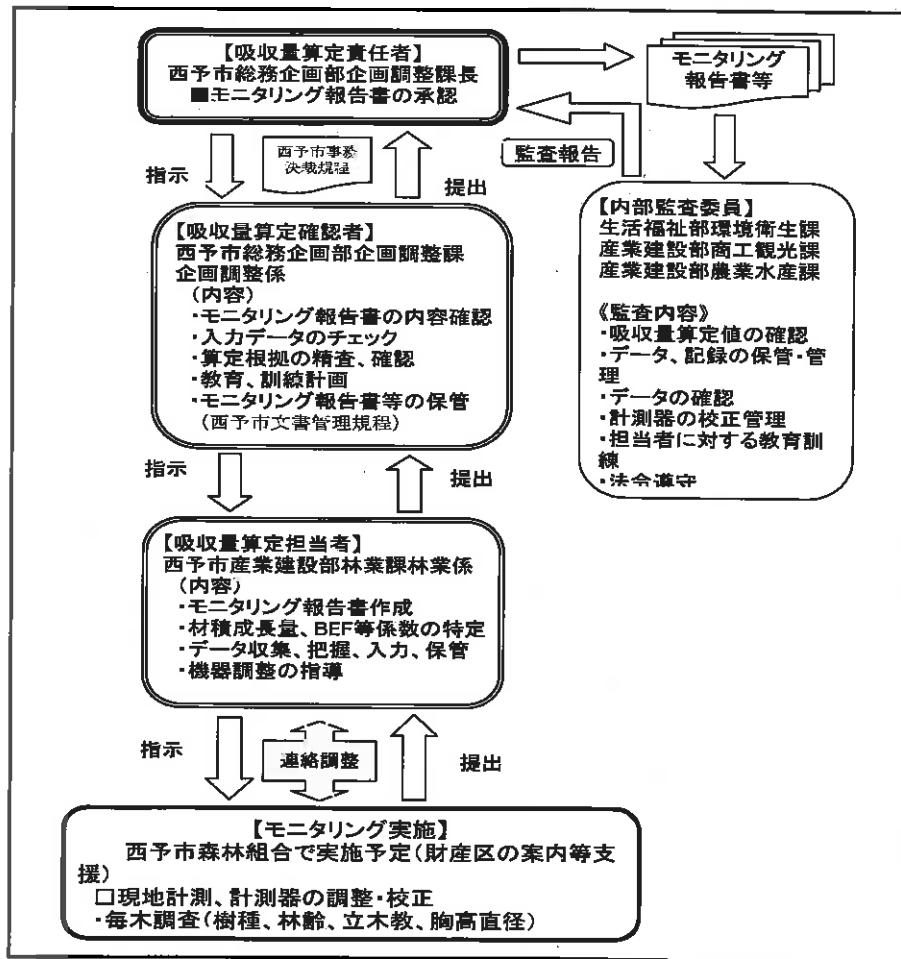 【吸収量算定責任者】
西予市総務企画部企画調整課長
■モニタリング報告書の承認
モニタリング
報告書等
指示
西予市事務
決裁規程
提出
監査報告
【吸収量算定確認者】
西予市総務企画部企画調整課
企画調整係
(内容)
・モニタリング報告書の内容確認
・入力データのチェック
・算定根拠の精査、確認
・教育、訓練計画
・モニタリング報告書等の保管
(西予市文書管理規程)
【内部監査委員】
生活福祉部環境衛生課
産業建設部商工観光課
産業建設部農業水産課
《監査内容》
・吸収量算定値の確認
・データ、記録の保管・管
理
・データの確認
・計測器の校正管理
・担当者に対する教育訓
練
・法令遵守
指示
提出
【吸収量算定担当者】
西予市産業建設部林業課林業係
(内容)
・モニタリング報告書作成
・材積成長量、BEF等係数の特定
・データ収集、把握、入力、保管
・機器調整の指導
指示
連絡調整
提出
【モニタリング実施】
西予市森林組合で実施予定(財産区の案内等支
援)
□現地計測、計測器の調整・校正
・毎木調査(樹種、林齢、立木教、胸高直径)